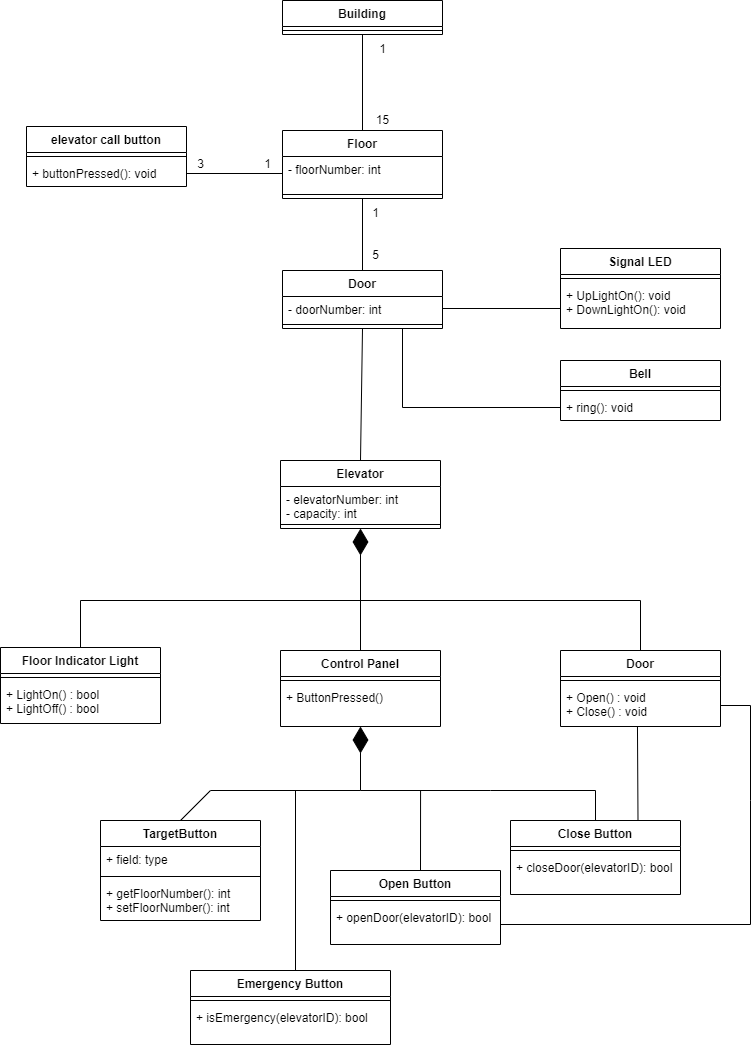 Building
1
15
elevator call button
+ buttonPressed(): void
3
1
Floor
- floorNumber: int
1
5
Door
- doorNumber: int
Signal LED
+ UpLightOn(): void
+ DownLightOn(): void
Bell
+ ring(): void
Elevator
- elevatorNumber: int
- capacity: int
Floor Indicator Light
+ LightOn() : bool
+ LightOff() : bool
Control Panel
+ ButtonPressed()
Door
+ Open() : void
+ Close() : void
TargetButton
+ field: type
+ getFloorNumber(): int
+ setFloorNumber(): int
Open Button
+ openDoor(elevatorID): bool
Close Button
+ closeDoor(elevatorID): bool
Emergency Button
+ isEmergency(elevatorID): bool